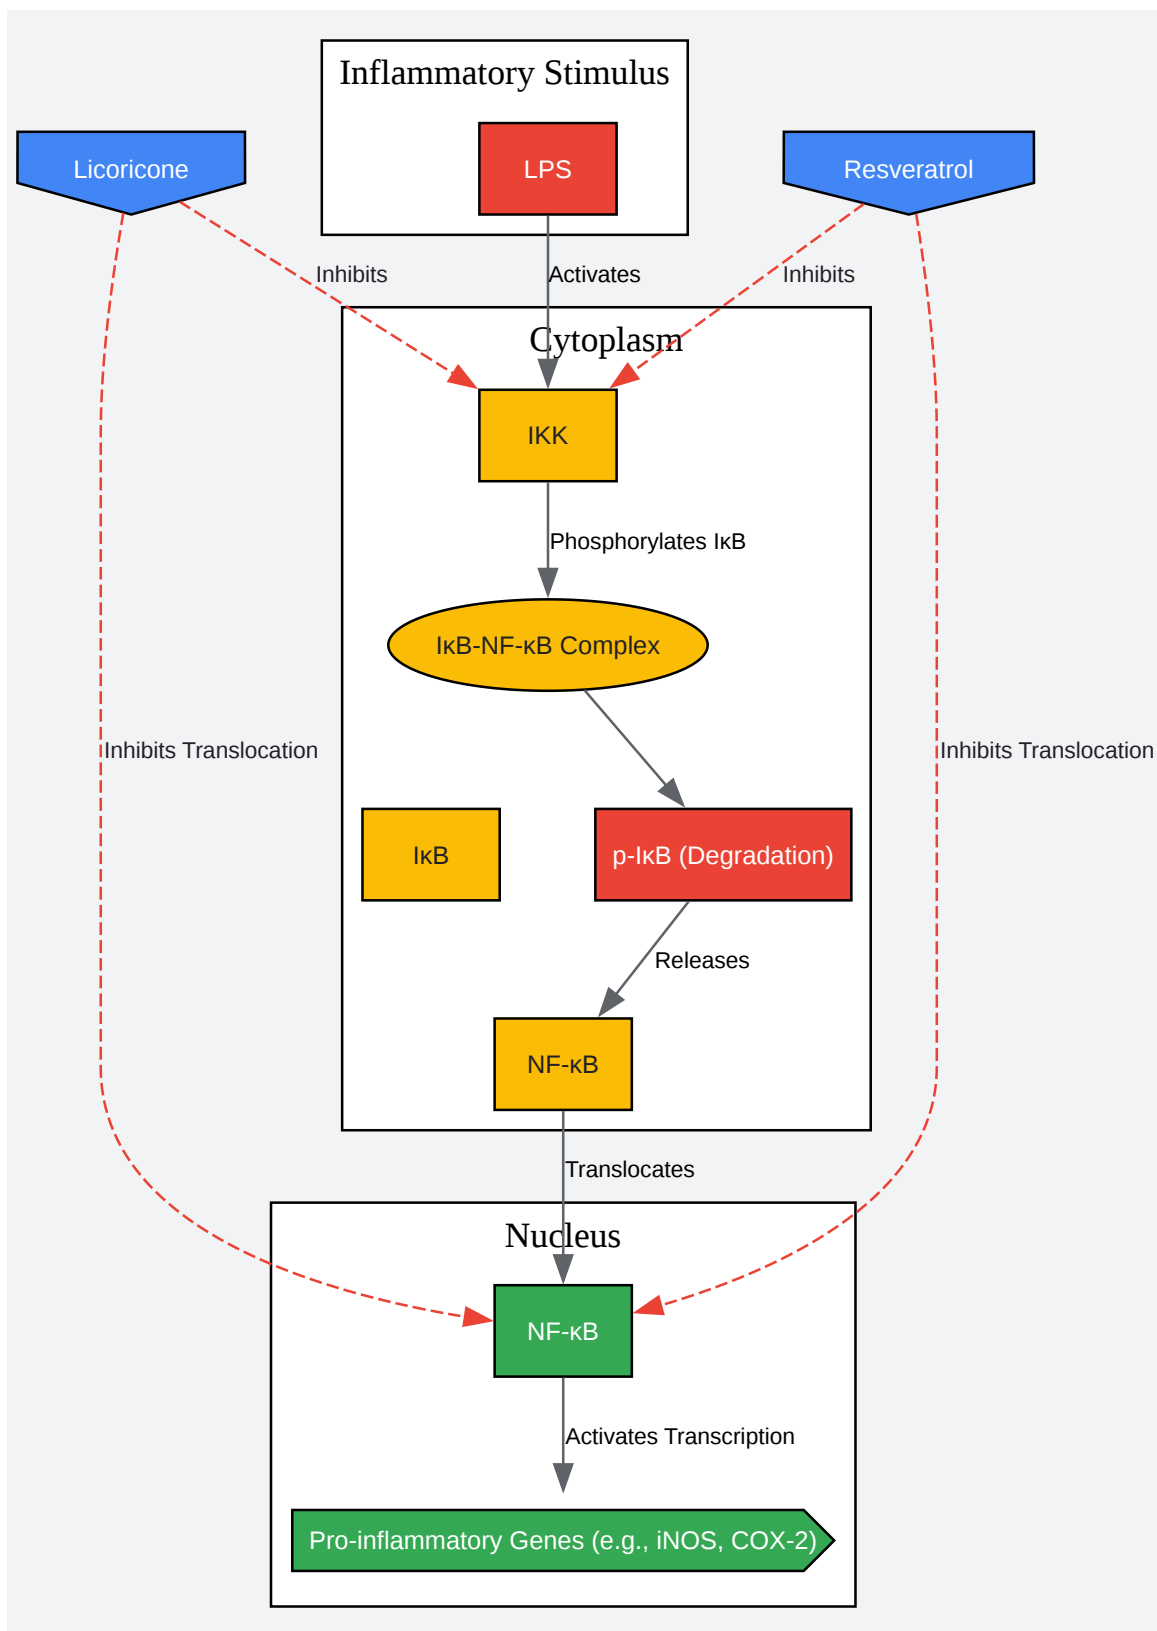 Inflammatory Stimulus
Licoricone
LPS
Resveratrol
Inhibits
Activates
Inhibits
Cytoplasm
IKK
Phosphorylates IκB
IκB-NF-κB Complex
Inhibits Translocation
Inhibits Translocation
IκB
p-IκB (Degradation)
Releases
NF-κB
Translocates
Nucleus
NF-κB
Activates Transcription
Pro-inflammatory Genes (e.g., iNOS, COX-2)